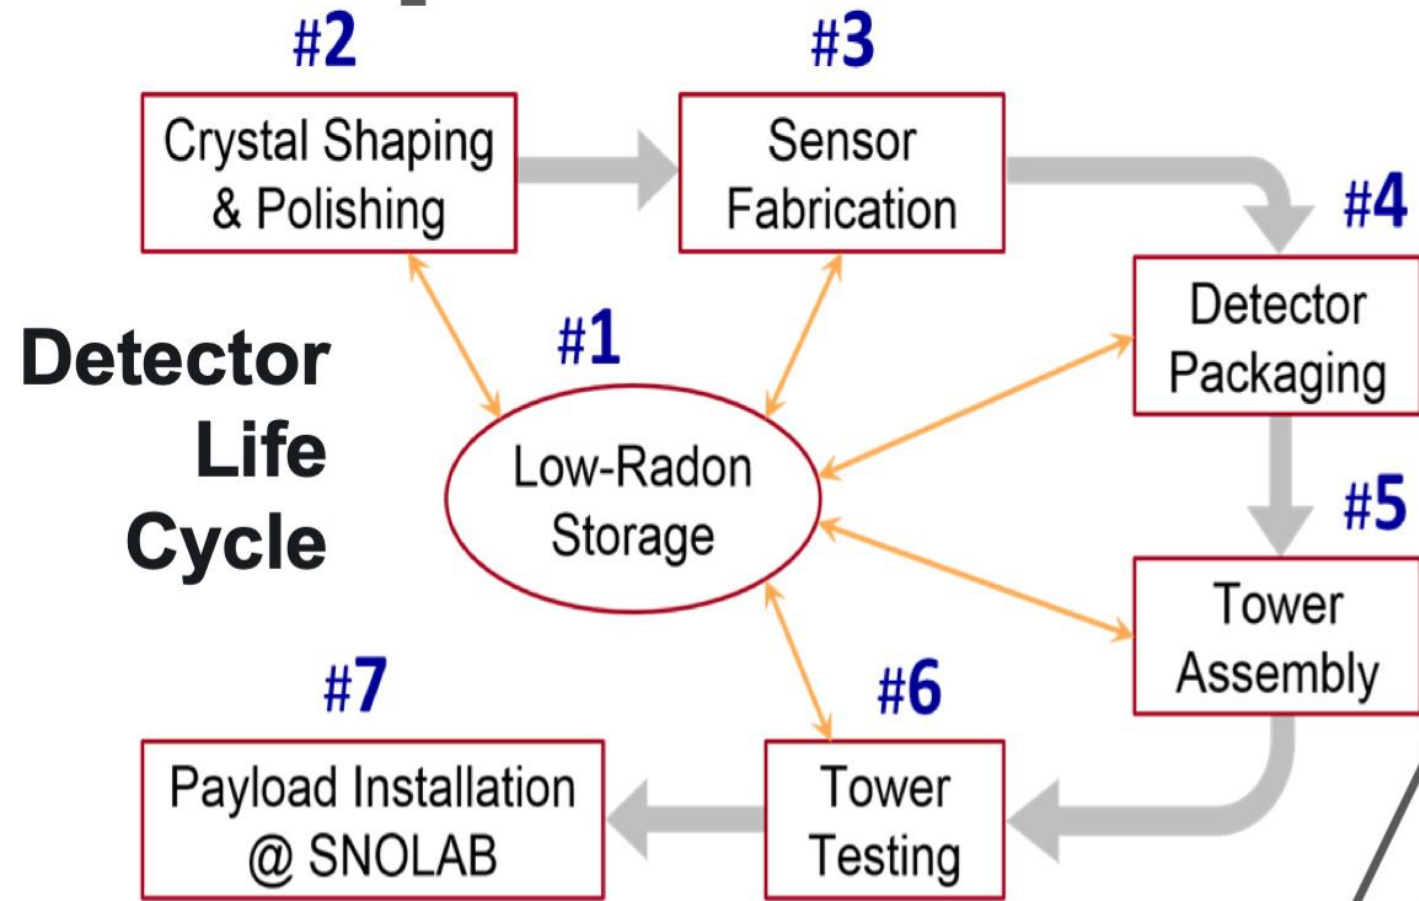 #2
Crystal Shaping
& Polishing
#3
Sensor
Fabrication
#4
Detector
Packaging
Detector
Life
Cycle
#1
Low-Radon
Storage
#5
Tower
Assembly
#7
Payload Installation
@ SNOLAB
#6
Tower
Testing